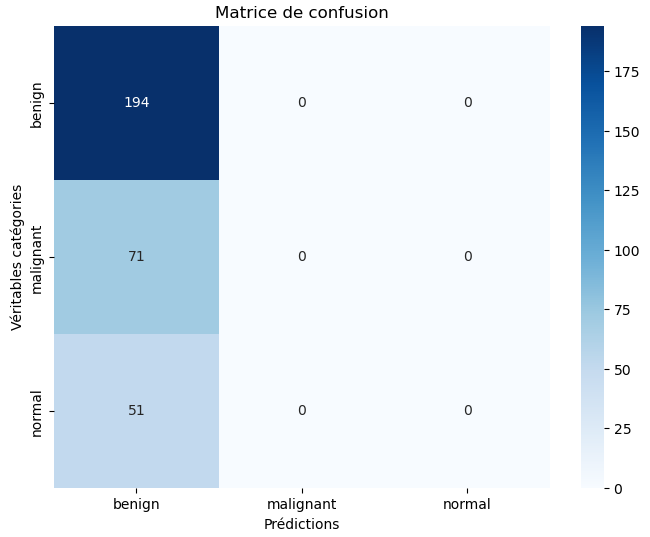 Matrice de confusion
Véritables catégories
benign
194
0
0
malignant
71
0
0
normal
51
0
0
benign
malignant
normal
Prédictions
175
150
125
100
75
50
25
0